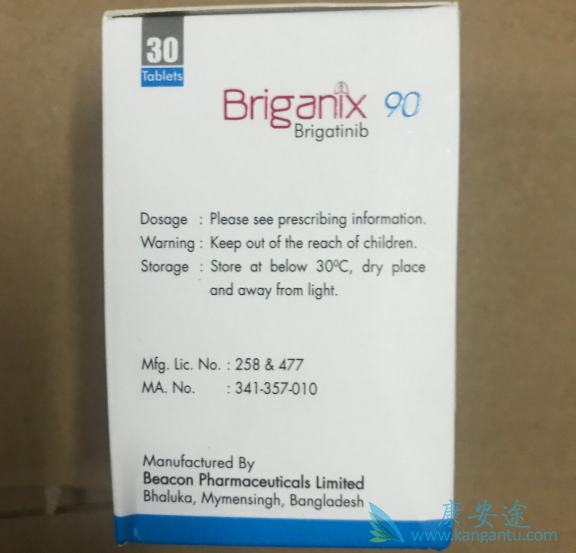 30
Tablets
Briganix 90
Brigatinib
Dosage : Please see prescribing information.
Warning : Keep out of the reach of children.
Storage : Store at below 30⁰C, dry place
and away from light.
Mfg. Lic. No. : 258 & 477
MA. No. : 341-357-010
Manufactured By
Beacon Pharmaceuticals Limited
Bhaluka, Mymensingh, Bangladesh
康安途
www.kangantu.com